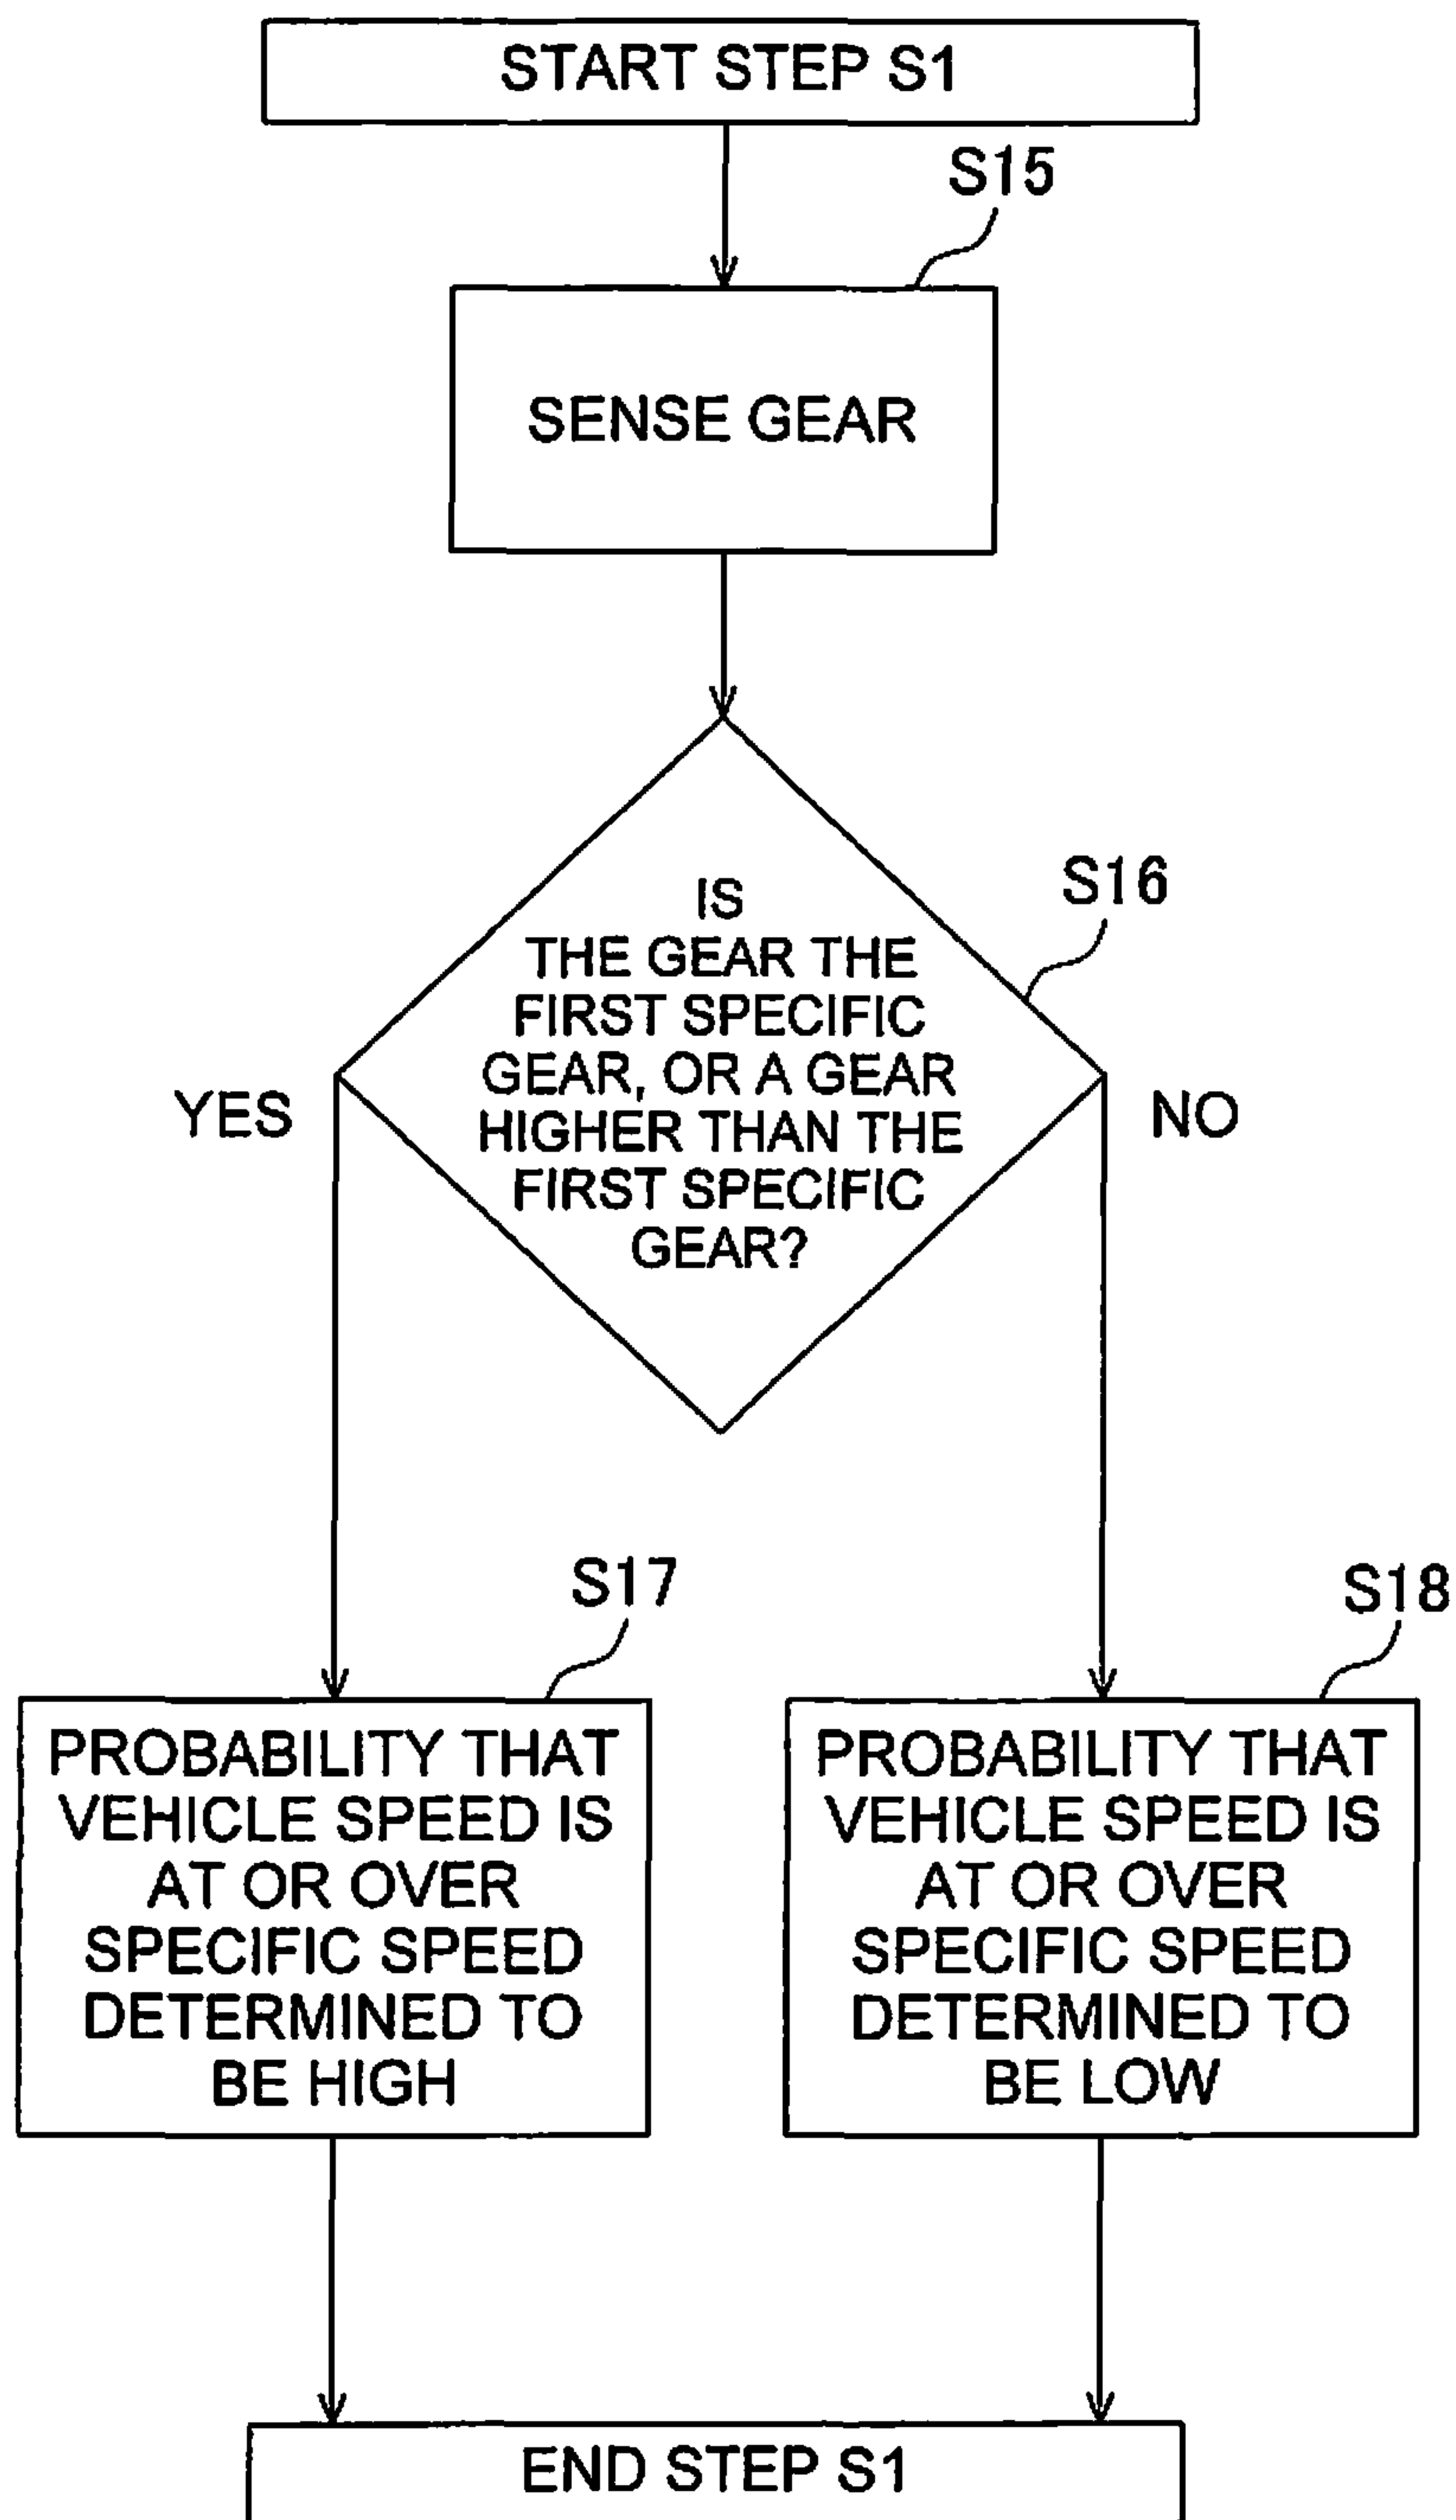 START STEP S1
S15
SENSE GEAR
S16
IS
THE GEAR THE
FIRST SPECIFIC
GEAR, OR A GEAR
HIGHER THAN THE
FIRST SPECIFIC
GEAR?
YES
NO
S17
PROBABILITY THAT
VEHICLE SPEED IS
AT OR OVER
SPECIFIC SPEED
DETERMINED TO
BE HIGH
S18
PROBABILITY THAT
VEHICLE SPEED IS
AT OR OVER
SPECIFIC SPEED
DETERMINED TO
BE LOW
END STEP S1